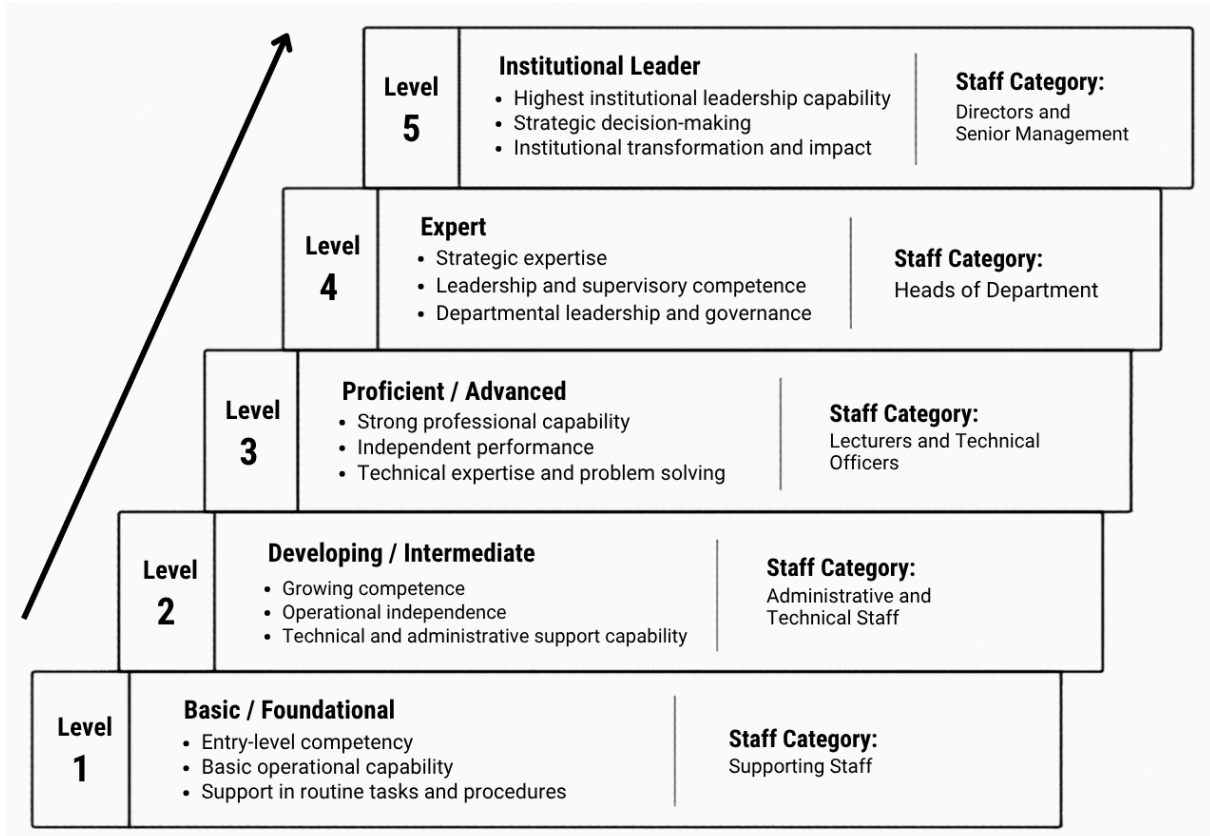 Level
5
Institutional Leader
• Highest institutional leadership capability
• Strategic decision-making
• Institutional transformation and impact
Staff Category:
Directors and
Senior Management
Level
4
Expert
• Strategic expertise
• Leadership and supervisory competence
• Departmental leadership and governance
Staff Category:
Heads of Department
Level
3
Proficient / Advanced
• Strong professional capability
• Independent performance
• Technical expertise and problem solving
Staff Category:
Lecturers and Technical
Officers
Level
2
Developing / Intermediate
• Growing competence
• Operational independence
• Technical and administrative support capability
Staff Category:
Administrative and
Technical Staff
Level
1
Basic / Foundational
• Entry-level competency
• Basic operational capability
• Support in routine tasks and procedures
Staff Category:
Supporting Staff